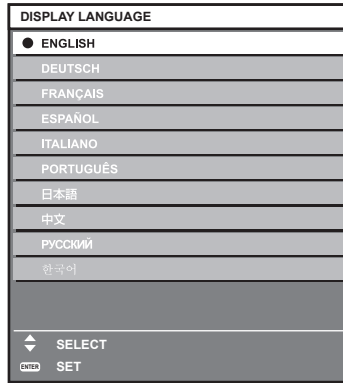 DISPLAY LANGUAGE
ENGLISH
DEUTSCH
FRANÇAIS
ESPAÑOL
ITALIANO
PORTUGUÊS
日本語
中文
РУССКИЙ
한국어
SELECT
ENTER SET